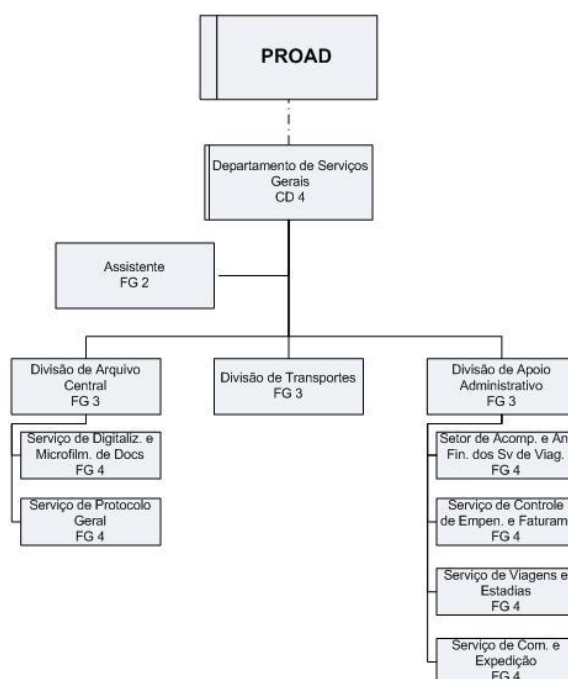 PROAD
Departamento de Serviços
Gerais
CD 4
Assistente
FG 2
Divisão de Arquivo
Central
FG 3
Divisão de Transportes
FG 3
Divisão de Apoio
Administrativo
FG 3
Serviço de Digitaliz. e
Microfilm. de Docs
FG 4
Serviço de Protocolo
Geral
FG 4
Setor de Acomp. e An
Fin. dos Sv de Viag.
FG 4
Serviço de Controle
de Empen. e Faturam
FG 4
Serviço de Viagens e
Estadias
FG 4
Serviço de Com. e
Expedição
FG 4